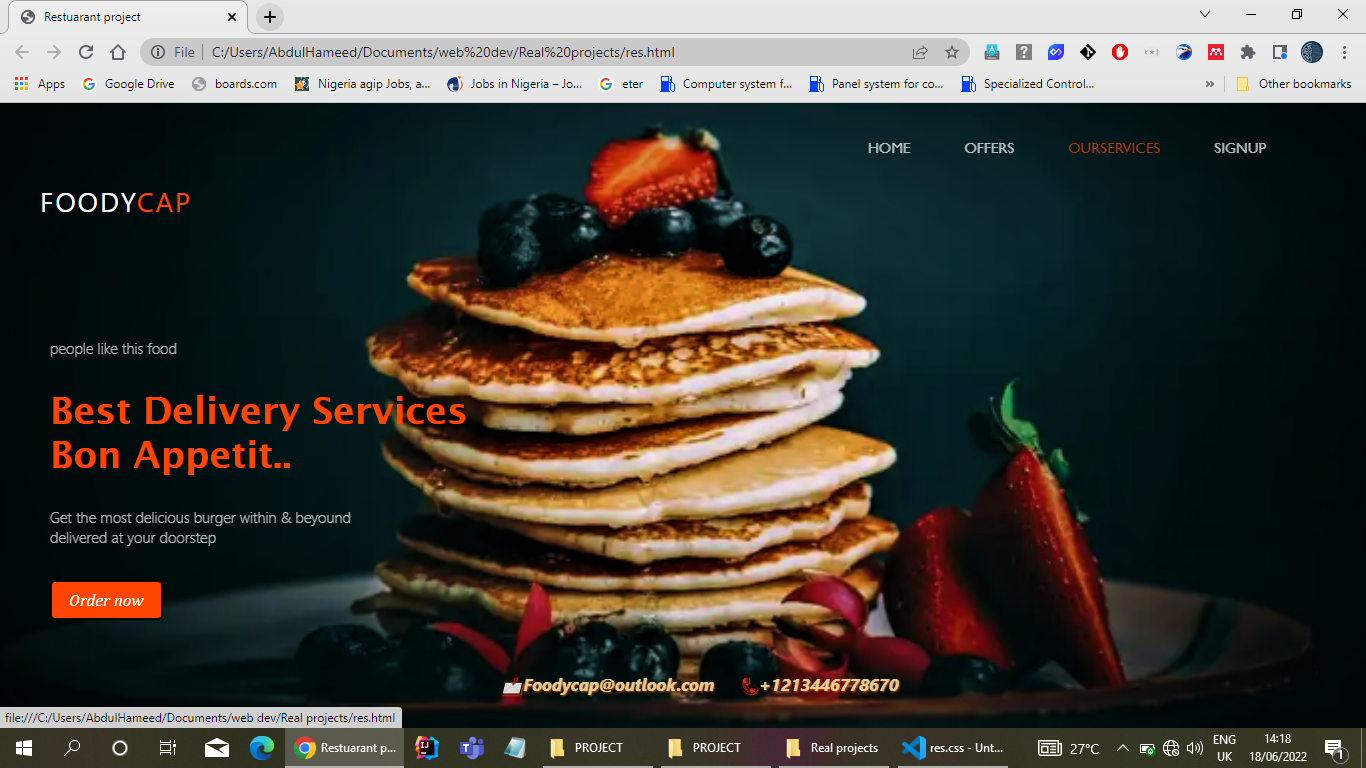 Restuarant project
File
C:/Users/AbdulHameed/Documents/web%20dev/Real%20projects/res.html
Apps
Google Drive
boards.com
Nigeria agip Jobs, a...
Jobs in Nigeria – Jo...
eter
Computer system f...
Panel system for co...
Specialized Control...
»
Other bookmarks
HOME
OFFERS
OURSERVICES
SIGNUP
FOODYCAP
people like this food
Best Delivery Services
Bon Appetit..
Get the most delicious burger within & beyound
delivered at your doorstep
Order now
Foodycap@outlook.com
+1213446778670
file:///C:/Users/AbdulHameed/Documents/web dev/Real projects/res.html
Restuarant p...
PROJECT
PROJECT
Real projects
res.css - Unt...
27°C
ENG
UK
14:18
18/06/2022
1